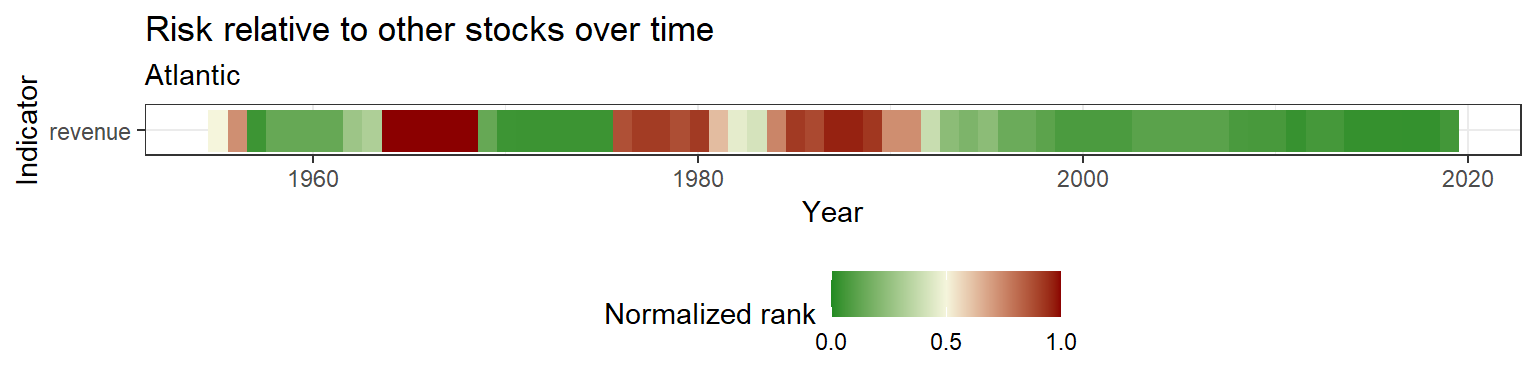 Risk relative to other stocks over time
Atlantic
Indicator
revenue
1960 1980 2000 2020
Year
Normalized rank
0.0 0.5 1.0